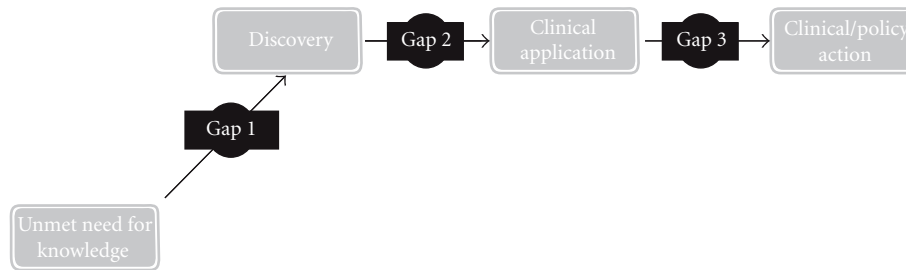 Discovery
Gap 2
Clinical
application
Gap 3
Clinical/policy
action
Gap 1
Unmet need for
knowledge